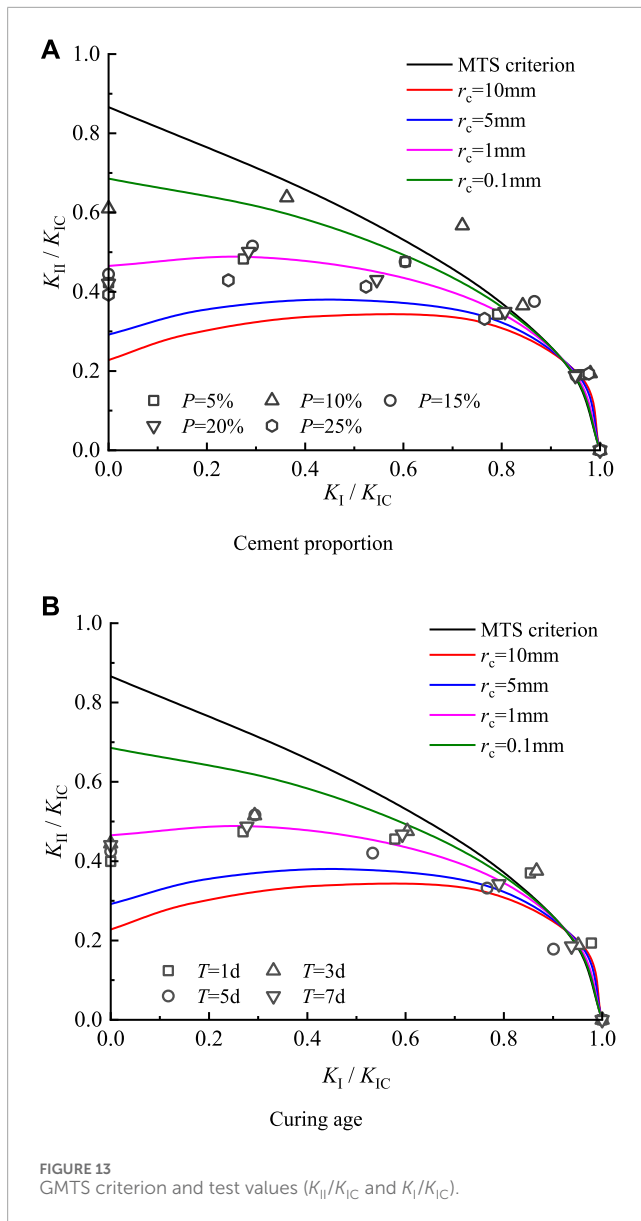 A
MTS criterion
r_c=10mm
r_c=5mm
r_c=1mm
r_c=0.1mm
1.0
0.8
0.6
0.4
0.2
0.0
K_II / K_IC
P=5% P=10% P=15%
P=20% P=25%
0.0 0.2 0.4 0.6 0.8 1.0
K_I / K_IC
Cement proportion
B
MTS criterion
r_c=10mm
r_c=5mm
r_c=1mm
r_c=0.1mm
1.0
0.8
0.6
0.4
0.2
0.0
K_II / K_IC
T=1d T=3d
T=5d T=7d
0.0 0.2 0.4 0.6 0.8 1.0
K_I / K_IC
Curing age
FIGURE 13
GMTS criterion and test values (K_II/K_IC and K_I/K_IC).